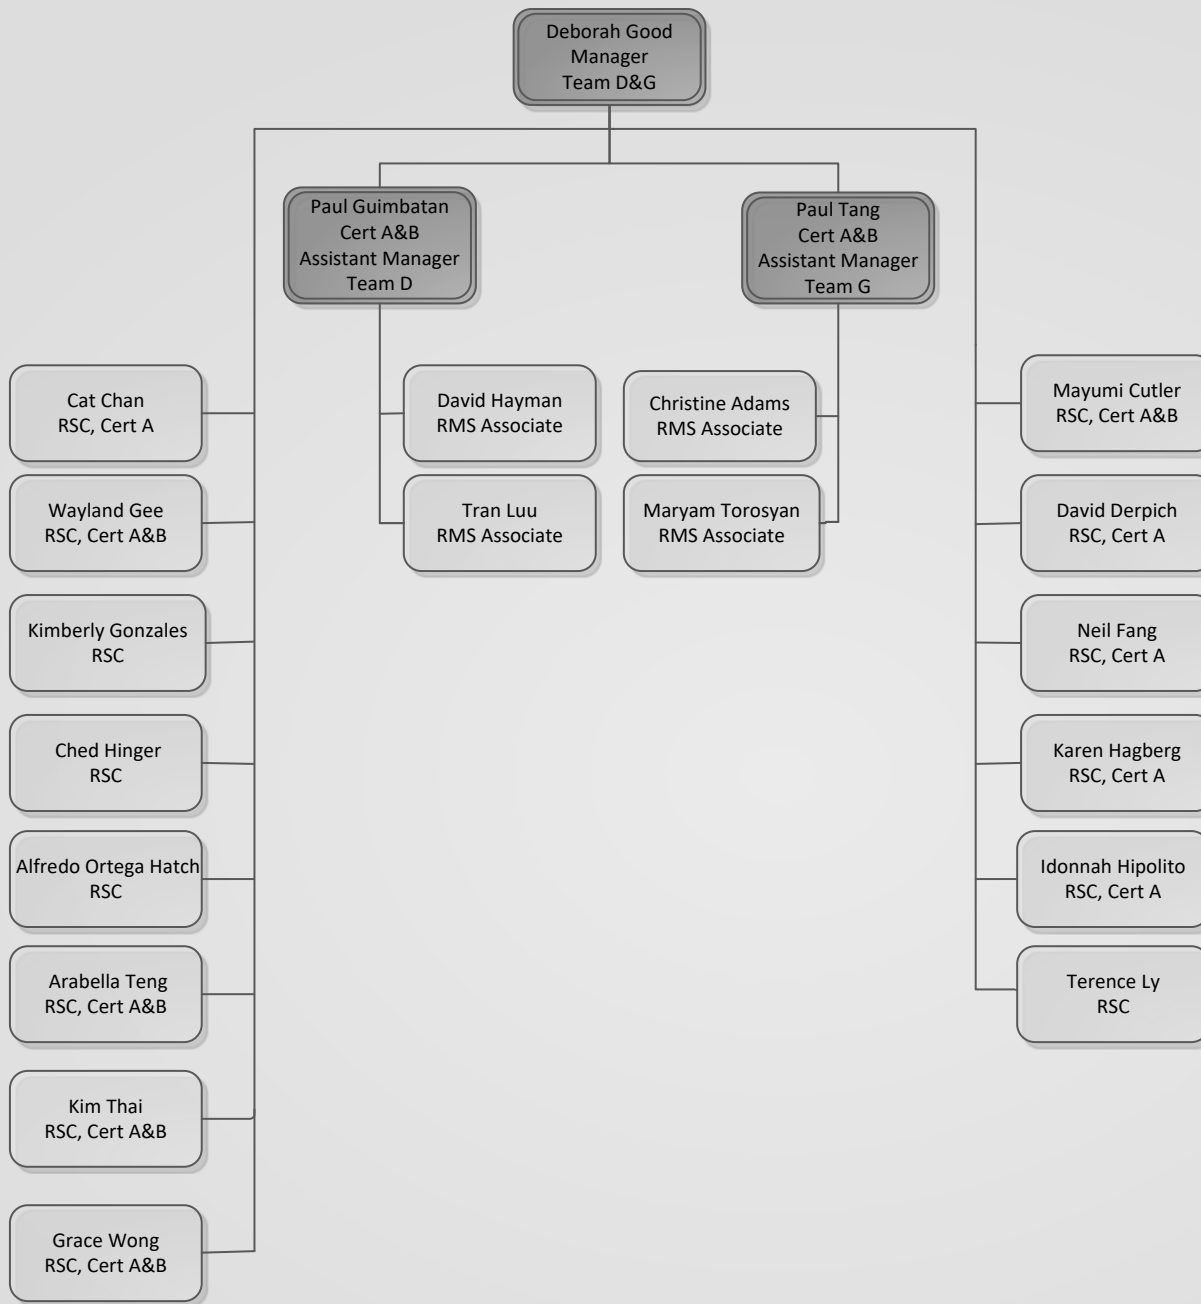 Deborah Good
Manager
Team D&G
Paul Guimbatan
Cert A&B
Assistant Manager
Team D
Paul Tang
Cert A&B
Assistant Manager
Team G
Cat Chan
RSC, Cert A
Wayland Gee
RSC, Cert A&B
Kimberly Gonzales
RSC
Ched Hinger
RSC
Alfredo Ortega Hatch
RSC
Arabella Teng
RSC, Cert A&B
Kim Thai
RSC, Cert A&B
Grace Wong
RSC, Cert A&B
David Hayman
RMS Associate
Tran Luu
RMS Associate
Christine Adams
RMS Associate
Maryam Torosyan
RMS Associate
Mayumi Cutler
RSC, Cert A&B
David Derpich
RSC, Cert A
Neil Fang
RSC, Cert A
Karen Hagberg
RSC, Cert A
Idonnah Hipolito
RSC, Cert A
Terence Ly
RSC